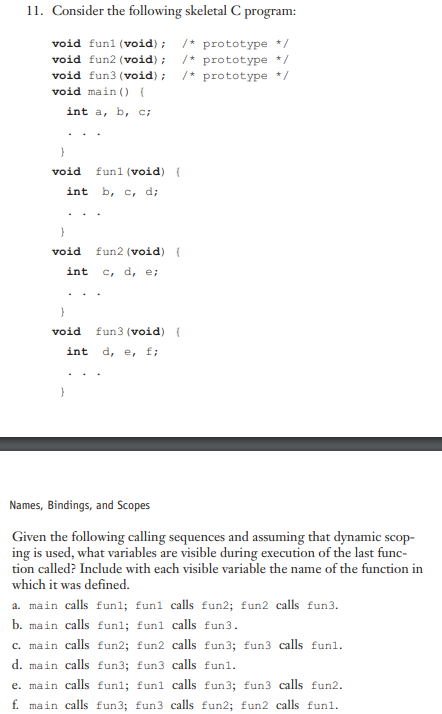 11. Consider the following skeletal C program:
void fun1(void); /* prototype */
void fun2(void); /* prototype */
void fun3(void); /* prototype */
void main() {
int a, b, c;
. . .
}
void fun1(void) {
int b, c, d;
. . .
}
void fun2(void) {
int c, d, e;
. . .
}
void fun3(void) {
int d, e, f;
. . .
}
Names, Bindings, and Scopes
Given the following calling sequences and assuming that dynamic scop-
ing is used, what variables are visible during execution of the last func-
tion called? Include with each visible variable the name of the function in
which it was defined.
a. main calls fun1; fun1 calls fun2; fun2 calls fun3.
b. main calls fun1; fun1 calls fun3.
c. main calls fun2; fun2 calls fun3; fun3 calls fun1.
d. main calls fun3; fun3 calls fun1.
e. main calls fun1; fun1 calls fun3; fun3 calls fun2.
f. main calls fun3; fun3 calls fun2; fun2 calls fun1.